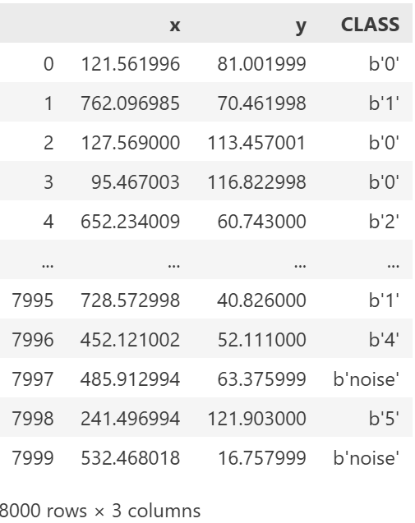 x y CLASS
0 121.561996 81.001999 b'0'
1 762.096985 70.461998 b'1'
2 127.569000 113.457001 b'0'
3 95.467003 116.822998 b'0'
4 652.234009 60.743000 b'2'
... ... ... ...
7995 728.572998 40.826000 b'1'
7996 452.121002 52.111000 b'4'
7997 485.912994 63.375999 b'noise'
7998 241.496994 121.903000 b'5'
7999 532.468018 16.757999 b'noise'
8000 rows × 3 columns